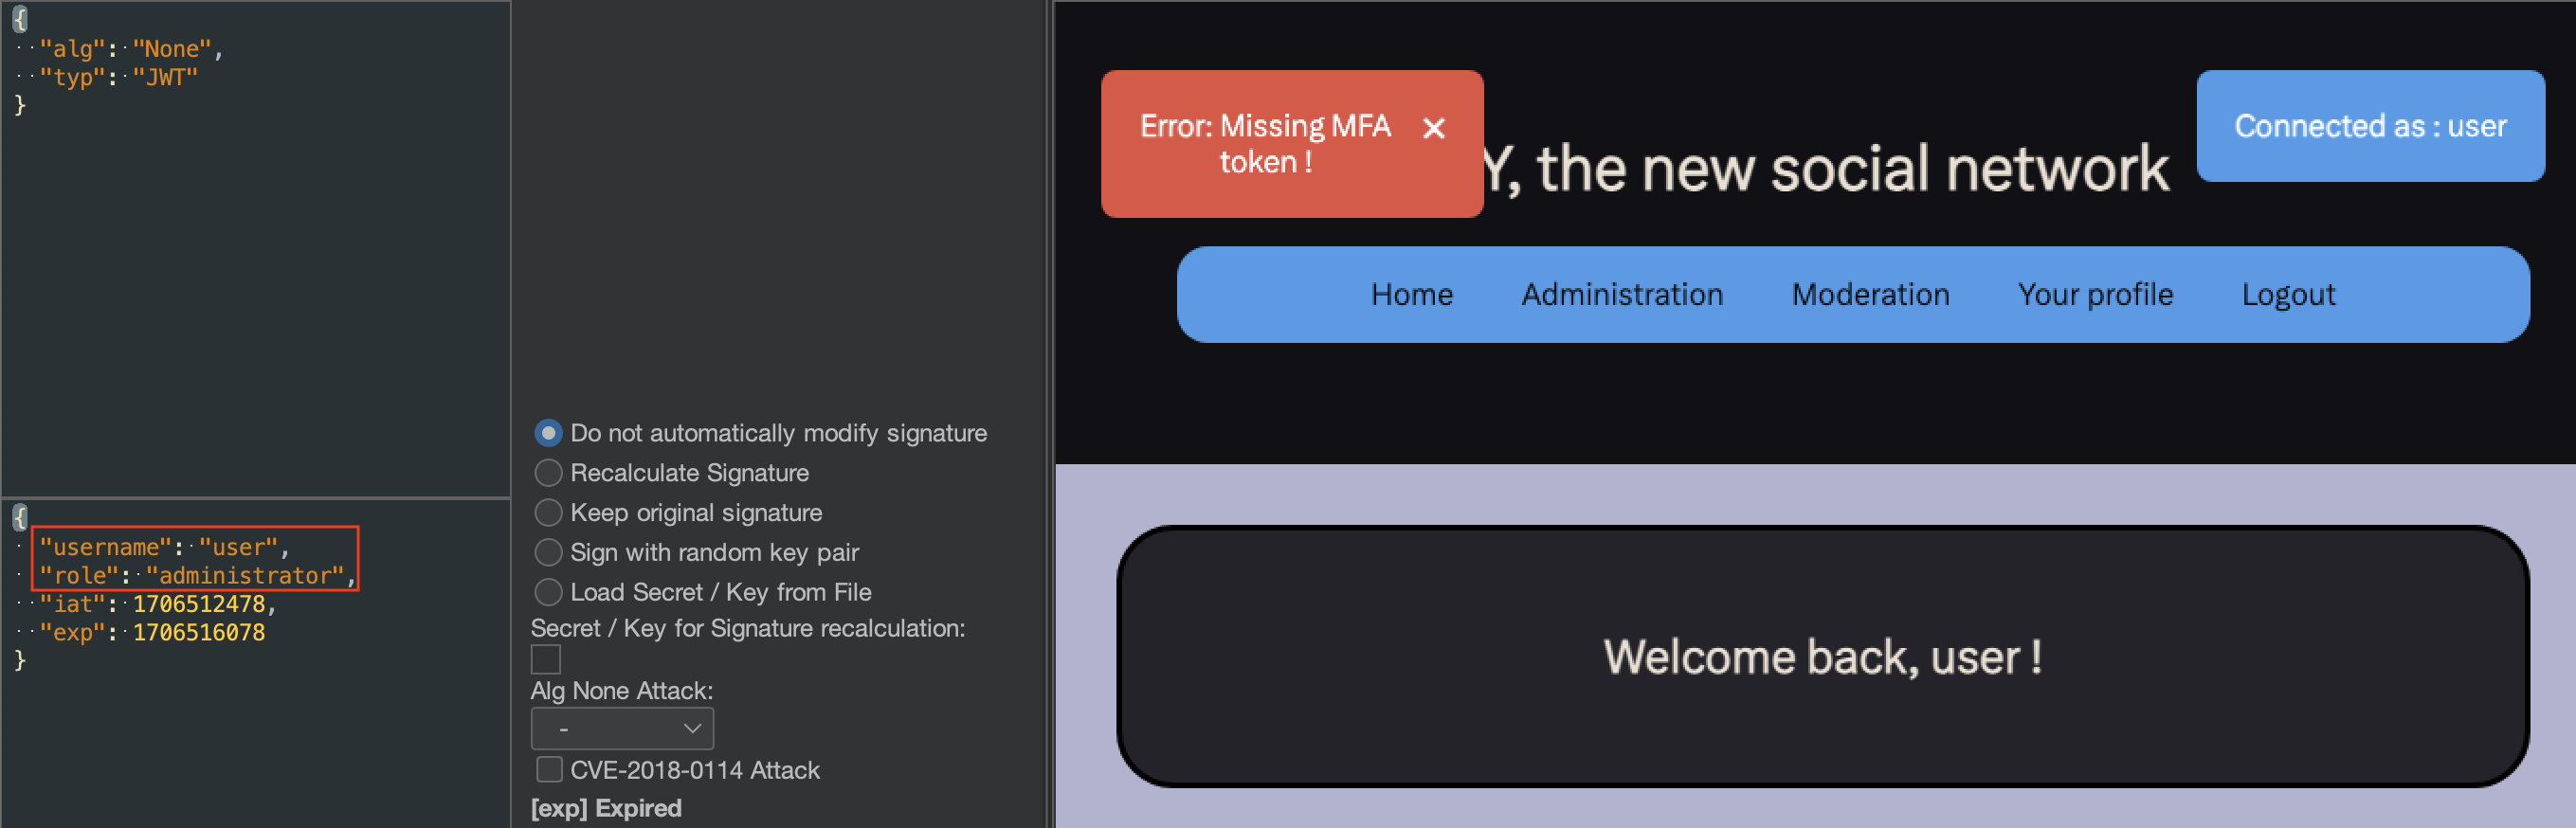 {
"alg": "None",
"typ": "JWT"
}
{
"username": "user",
"role": "administrator",
"iat": 1706512478,
"exp": 1706516078
}
Do not automatically modify signature
Recalculate Signature
Keep original signature
Sign with random key pair
Load Secret / Key from File
Secret / Key for Signature recalculation:
Alg None Attack:
-
CVE-2018-0114 Attack
[exp] Expired
Error: Missing MFA
token !
×
Connected as : user
Y, the new social network
Home Administration Moderation Your profile Logout
Welcome back, user !